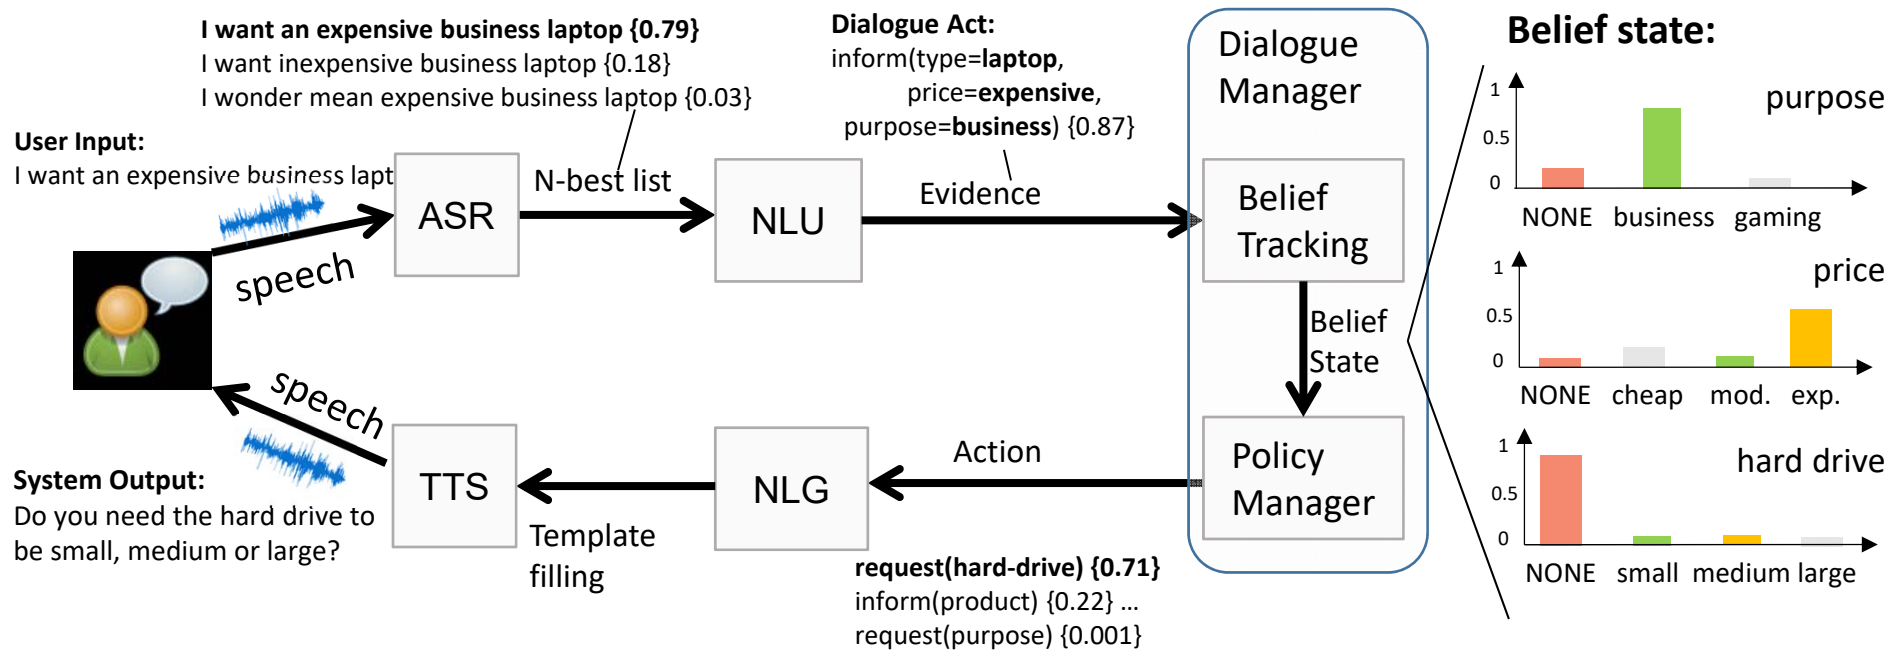 I want an expensive business laptop {0.79}
I want inexpensive business laptop {0.18}
I wonder mean expensive business laptop {0.03}
User Input:
I want an expensive business lapt
speech
ASR
N-best list
NLU
Dialogue Act:
inform(type=laptop,
price=expensive,
purpose=business) {0.87}
Evidence
Dialogue
Manager
Belief
Tracking
Belief
State
Policy
Manager
Action
request(hard-drive) {0.71}
inform(product) {0.22} ...
request(purpose) {0.001}
NLG
Template
filling
TTS
speech
System Output:
Do you need the hard drive to
be small, medium or large?
Belief state:
purpose
1
0.5
0
NONE business gaming
price
1
0.5
0
NONE cheap mod. exp.
hard drive
1
0.5
0
NONE small medium large